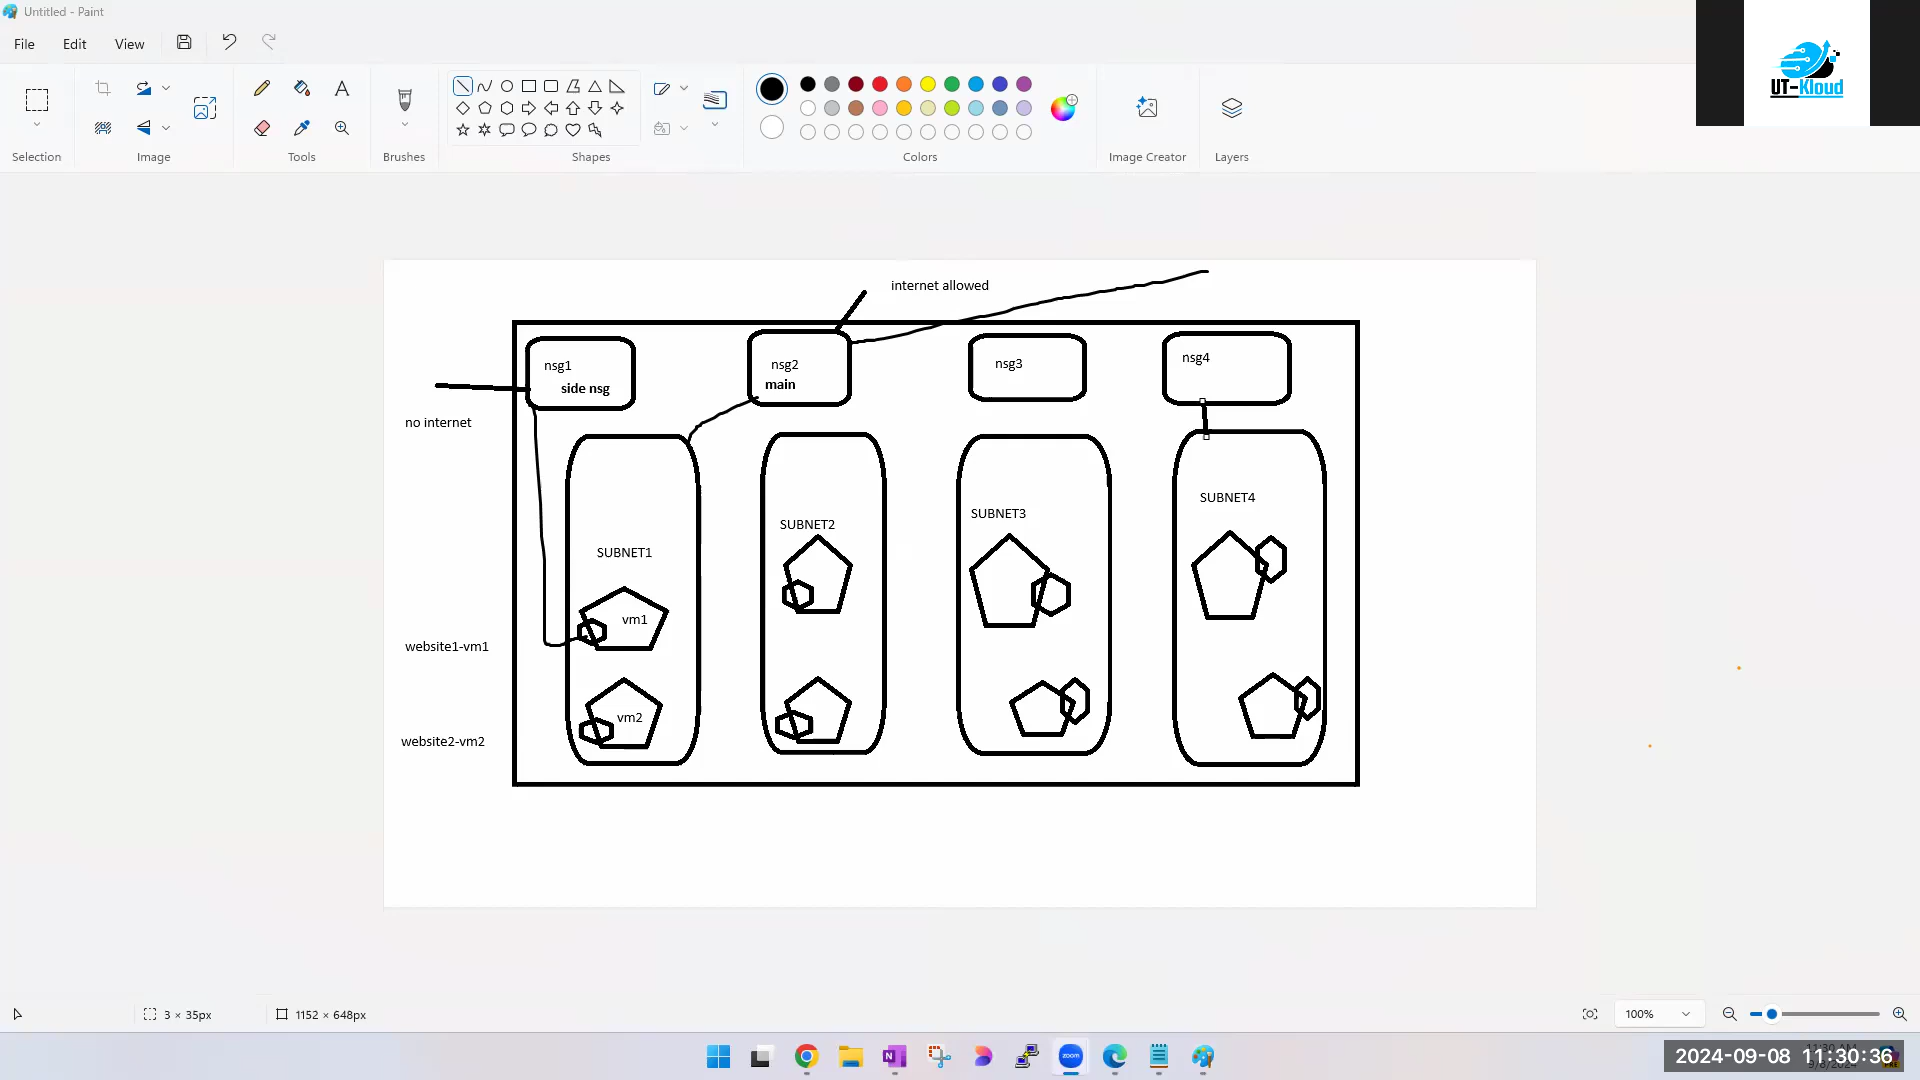 Untitled - Paint
File Edit View
UT-Kloud
Selection Image Tools Brushes Shapes Colors Image Creator Layers
internet allowed
nsg1
side nsg
nsg2
main
nsg3
nsg4
no internet
SUBNET1
SUBNET2
SUBNET3
SUBNET4
vm1
website1-vm1
vm2
website2-vm2
3 × 35px
1152 × 648px
100%
N
zoom
2024-09-08 11:30:36